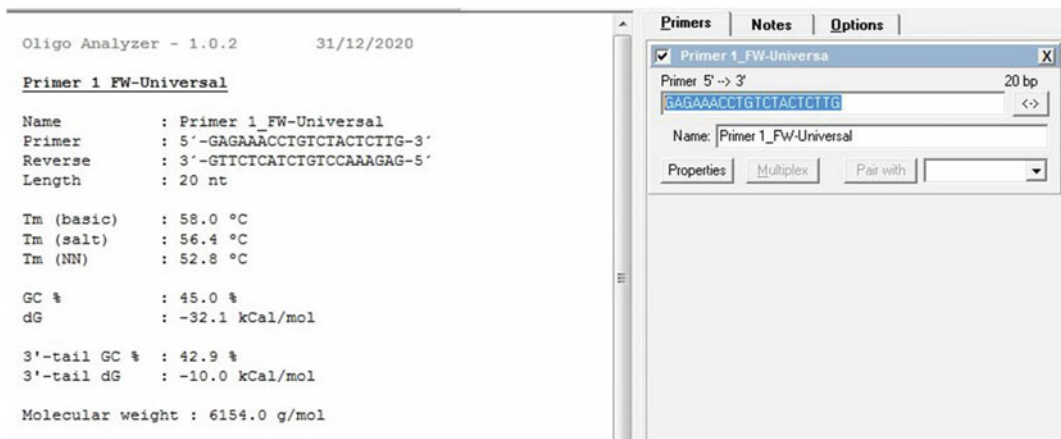 Oligo Analyzer - 1.0.2 31/12/2020
Primer 1 FW-Universal
Name : Primer 1_FW-Universal
Primer : 5´-GAGAAACCTGTCTACTCTTG-3´
Reverse : 3´-GTTCTCATCTGTCCAAAGAG-5´
Length : 20 nt
Tm (basic) : 58.0 °C
Tm (salt) : 56.4 °C
Tm (NN) : 52.8 °C
GC % : 45.0 %
dG : -32.1 kCal/mol
3'-tail GC % : 42.9 %
3'-tail dG : -10.0 kCal/mol
Molecular weight : 6154.0 g/mol
Primers Notes Options
Primer 1_FW-Universa X
Primer 5' --> 3' 20 bp
GAGAAACCTGTCTACTCTTG <->
Name: Primer 1_FW-Universal
Properties Multiplex Pair with